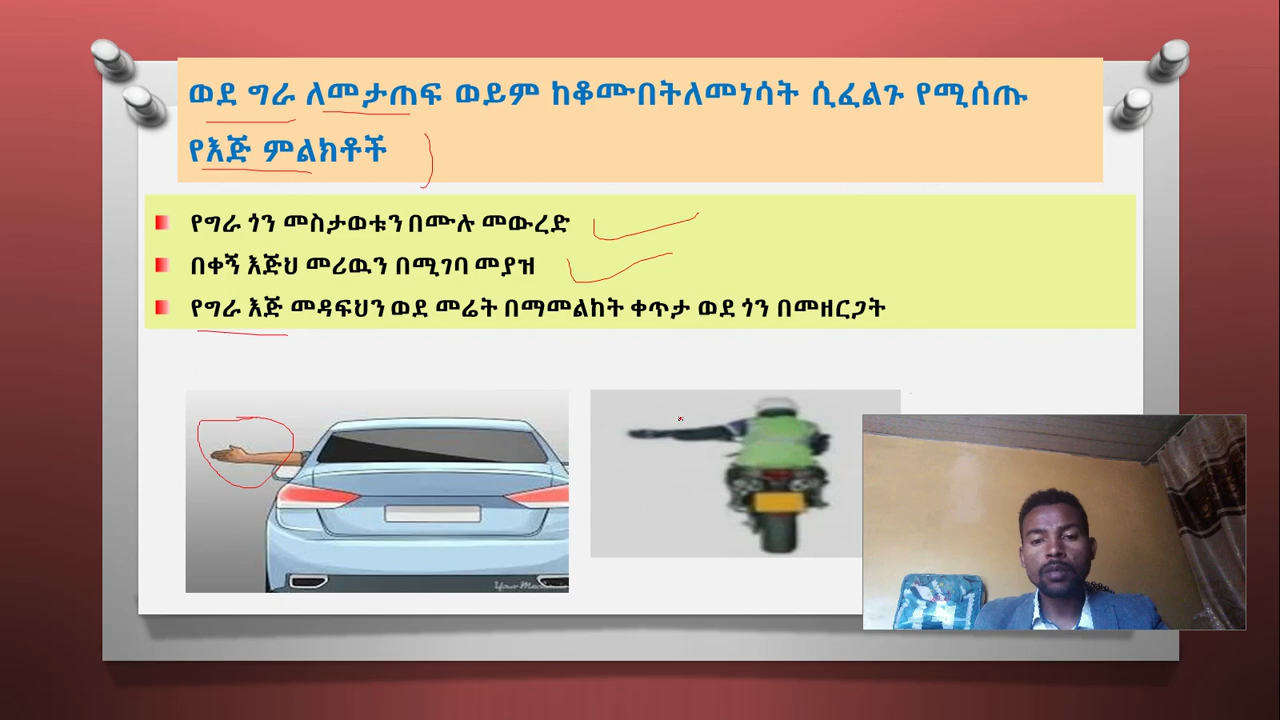 ወደ ግራ ለመታጠፍ ወይም ከቆሙበትለመነሳት ሲፈልጉ የሚሰጡ
የእጅ ምልክቶች
የግራ ጎን መስታወቱን በሙሉ መውረድ
በቀኝ እጅህ መሪዉን በሚገባ መያዝ
የግራ እጅ መዳፍህን ወደ መሬት በማመልከት ቀጥታ ወደ ጎን በመዘርጋት